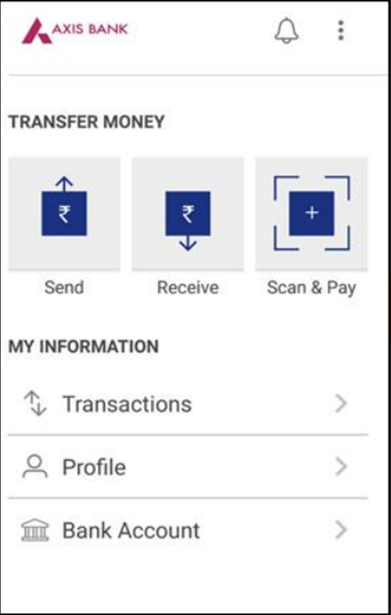 AXIS BANK
TRANSFER MONEY
₹ ₹ +
Send Receive Scan & Pay
MY INFORMATION
Transactions
Profile
Bank Account